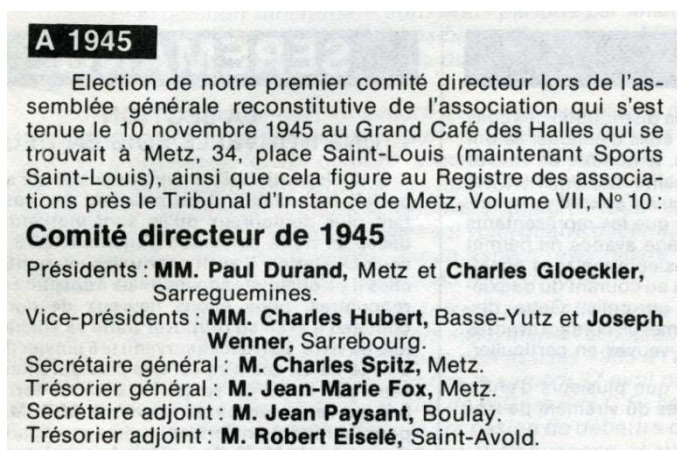 A 1945
Election de notre premier comité directeur lors de l'as-
semblée générale reconstitutive de l'association qui s'est
tenue le 10 novembre 1945 au Grand Café des Halles qui se
trouvait à Metz, 34, place Saint-Louis (maintenant Sports
Saint-Louis), ainsi que cela figure au Registre des associa-
tions près le Tribunal d'Instance de Metz, Volume VII, N° 10 :
Comité directeur de 1945
Présidents : MM. Paul Durand, Metz et Charles Gloeckler,
Sarreguemines.
Vice-présidents : MM. Charles Hubert, Basse-Yutz et Joseph
Wenner, Sarrebourg.
Secrétaire général : M. Charles Spitz, Metz.
Trésorier général : M. Jean-Marie Fox, Metz.
Secrétaire adjoint : M. Jean Paysant, Boulay.
Trésorier adjoint : M. Robert Eiselé, Saint-Avold.